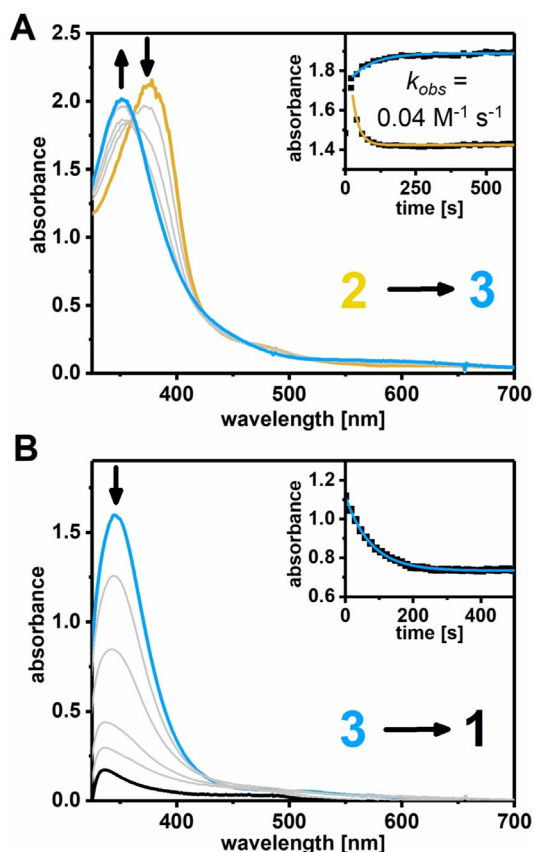 A
2.5
2.0
1.5
1.0
0.5
0.0
absorbance
400
500
600
700
wavelength [nm]
1.8
1.6
1.4
absorbance
0
250
500
time [s]
k_obs =
0.04 M⁻¹ s⁻¹
2 → 3
B
1.5
1.0
0.5
0.0
absorbance
400
500
600
700
wavelength [nm]
1.2
1.0
0.8
0.6
absorbance
0
200
400
time [s]
3 → 1